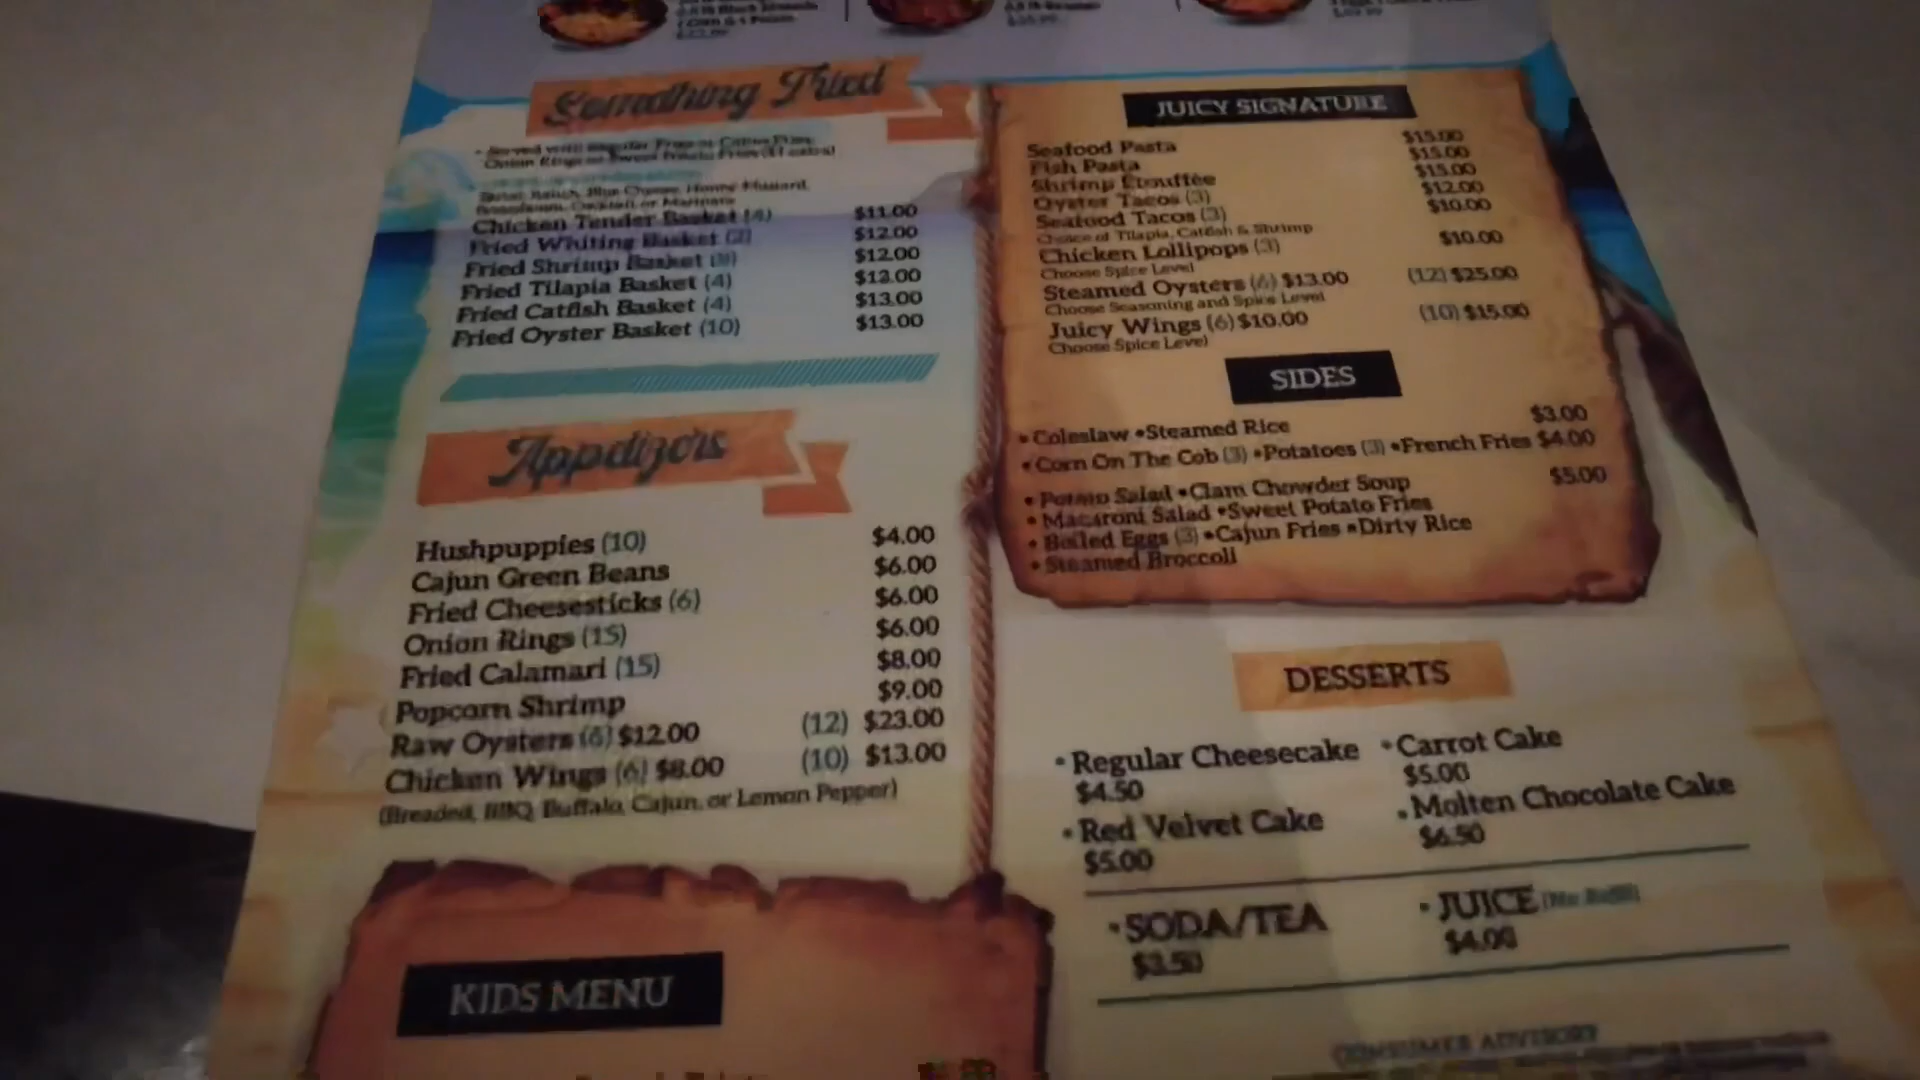 Something Fried
Chicken Tender Basket (4) $11.00
Fried Whiting Basket (2) $12.00
Fried Shrimp Basket (8) $12.00
Fried Tilapia Basket (4) $13.00
Fried Catfish Basket (4) $13.00
Fried Oyster Basket (10) $13.00
Appetizers
Hushpuppies (10) $4.00
Cajun Green Beans $6.00
Fried Cheesesticks (6) $6.00
Onion Rings (15) $6.00
Fried Calamari (15) $8.00
Popcorn Shrimp $9.00
Raw Oysters (6) $12.00 (12) $23.00
Chicken Wings (6) $8.00 (10) $13.00
(Breaded, BBQ, Buffalo, Cajun, or Lemon Pepper)
KIDS MENU
JUICY SIGNATURE
Seafood Pasta $15.00
Fish Pasta $15.00
Shrimp Étouffée $15.00
Oyster Tacos (3) $12.00
Seafood Tacos (3) $10.00
Choice of Tilapia, Catfish & Shrimp
Chicken Lollipops (3) $10.00
Choose Spice Level
Steamed Oysters (6) $13.00 (12) $25.00
Choose Seasoning and Spice Level
Juicy Wings (6) $10.00 (10) $15.00
Choose Spice Level
SIDES
• Coleslaw • Steamed Rice $3.00
• Corn On The Cob (3) • Potatoes (3) • French Fries $4.00
• Potato Salad • Clam Chowder Soup $5.00
• Macaroni Salad • Sweet Potato Fries
• Boiled Eggs (3) • Cajun Fries • Dirty Rice
• Steamed Broccoli
DESSERTS
• Regular Cheesecake • Carrot Cake
$4.50 $5.00
• Red Velvet Cake • Molten Chocolate Cake
$5.00 $6.50
• SODA/TEA • JUICE (No Refill)
$3.50 $4.00
CONSUMER ADVISORY